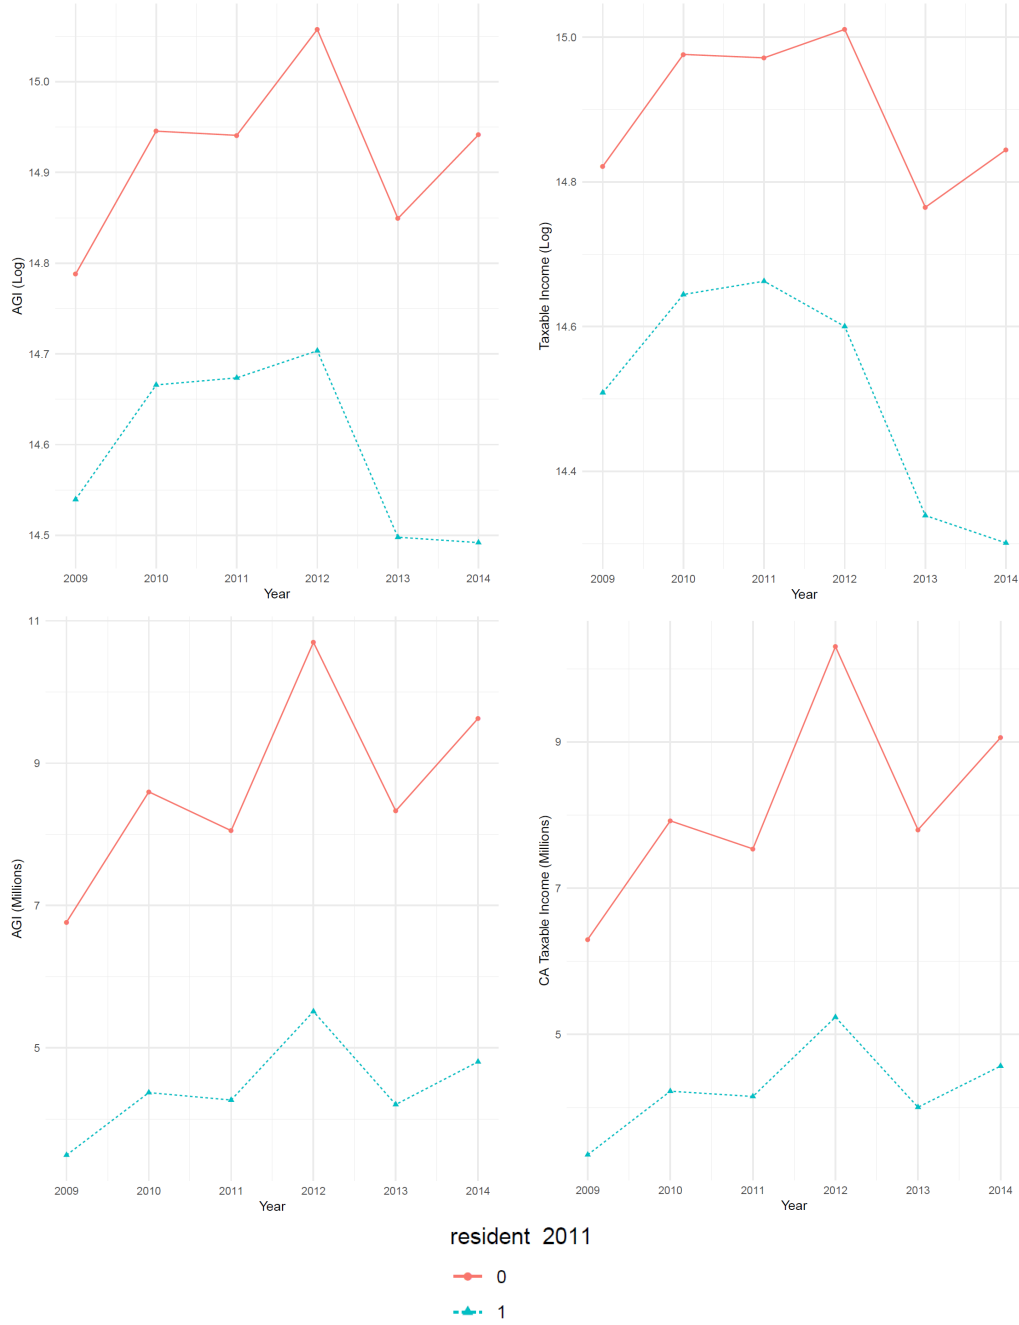 AGI (Log)
15.0
14.9
14.8
14.7
14.6
14.5
2009 2010 2011 2012 2013 2014
Year
Taxable Income (Log)
15.0
14.8
14.6
14.4
2009 2010 2011 2012 2013 2014
Year
AGI (Millions)
11
9
7
5
2009 2010 2011 2012 2013 2014
Year
CA Taxable Income (Millions)
9
7
5
2009 2010 2011 2012 2013 2014
Year
resident 2011
0
1